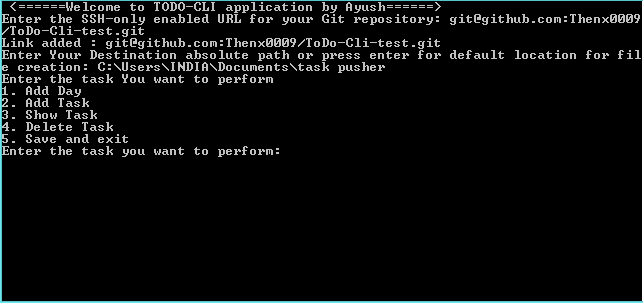 <======Welcome to TODO-CLI application by Ayush======>
Enter the SSH-only enabled URL for your Git repository: git@github.com:Thenx0009
/ToDo-Cli-test.git
Link added : git@github.com:Thenx0009/ToDo-Cli-test.git
Enter Your Destination absolute path or press enter for default location for fil
e creation: C:\Users\INDIA\Documents\task pusher
Enter the task You want to perform
1. Add Day
2. Add Task
3. Show Task
4. Delete Task
5. Save and exit
Enter the task you want to perform: